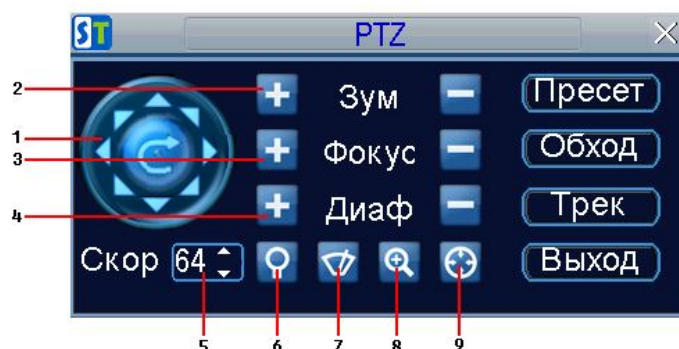 ST PTZ
2 Зум Пресет
1
3 Фокус Обход
4 Диаф Трек
Скор 64 Выход
5 6 7 8 9